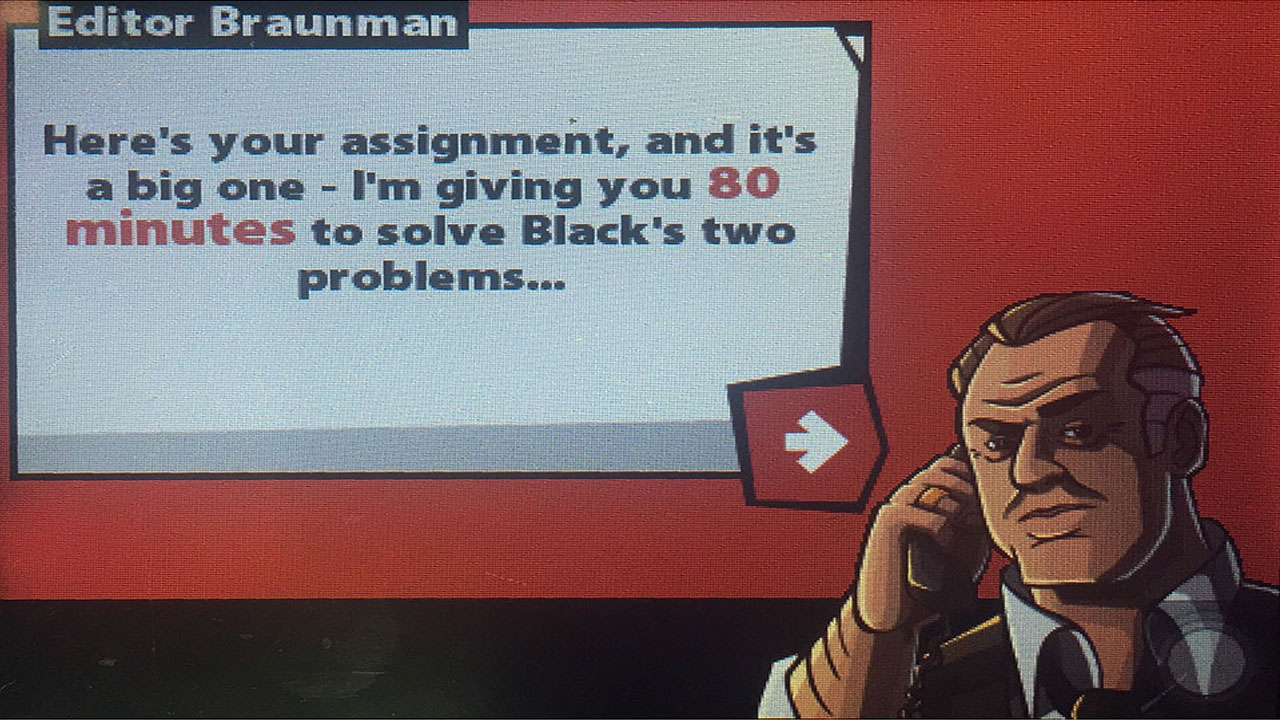 Editor Braunman
Here's your assignment, and it's
a big one - I'm giving you 80
minutes to solve Black's two
problems...